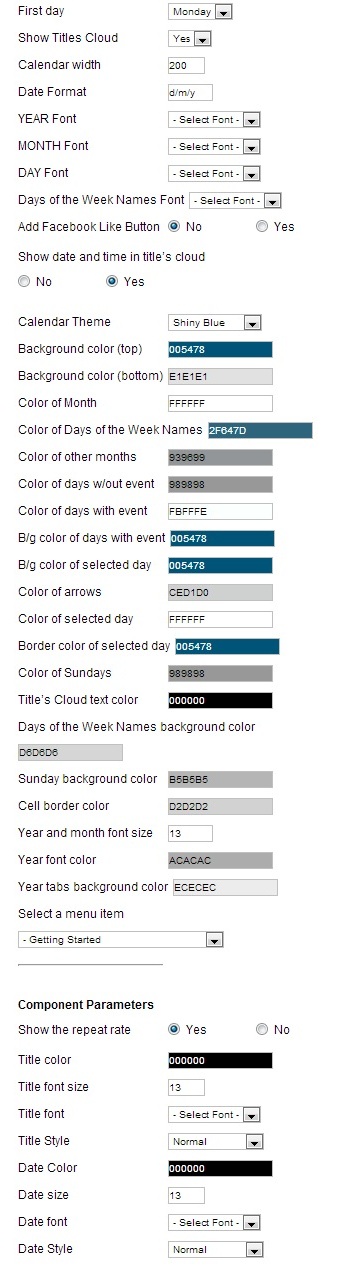 First day Monday
Show Titles Cloud Yes
Calendar width 200
Date Format d/m/y
YEAR Font - Select Font -
MONTH Font - Select Font -
DAY Font - Select Font -
Days of the Week Names Font - Select Font -
Add Facebook Like Button No Yes
Show date and time in title's cloud
No Yes
Calendar Theme Shiny Blue
Background color (top) 005478
Background color (bottom) E1E1E1
Color of Month FFFFFF
Color of Days of the Week Names 2F647D
Color of other months 939699
Color of days w/out event 989898
Color of days with event FBFFFE
B/g color of days with event 005478
B/g color of selected day 005478
Color of arrows CED1D0
Color of selected day FFFFFF
Border color of selected day 005478
Color of Sundays 989898
Title's Cloud text color 000000
Days of the Week Names background color
D6D6D6
Sunday background color B5B5B5
Cell border color D2D2D2
Year and month font size 13
Year font color ACACAC
Year tabs background color ECECEC
Select a menu item
- Getting Started
Component Parameters
Show the repeat rate Yes No
Title color 000000
Title font size 13
Title font - Select Font -
Title Style Normal
Date Color 000000
Date size 13
Date font - Select Font -
Date Style Normal